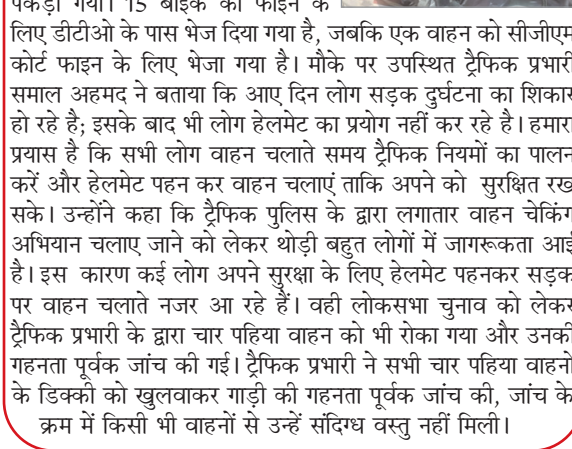 पकड़ा गया। 15 बाइक को फाइन के
लिए डीटीओ के पास भेज दिया गया है, जबकि एक वाहन को सीजीएम
कोर्ट फाइन के लिए भेजा गया है। मौके पर उपस्थित ट्रैफिक प्रभारी
समाल अहमद ने बताया कि आए दिन लोग सड़क दुर्घटना का शिकार
हो रहे है; इसके बाद भी लोग हेलमेट का प्रयोग नहीं कर रहे है। हमारा
प्रयास है कि सभी लोग वाहन चलाते समय ट्रैफिक नियमों का पालन
करें और हेलमेट पहन कर वाहन चलाएं ताकि अपने को सुरक्षित रख
सके। उन्होंने कहा कि ट्रैफिक पुलिस के द्वारा लगातार वाहन चेकिंग
अभियान चलाए जाने को लेकर थोड़ी बहुत लोगों में जागरूकता आई
है। इस कारण कई लोग अपने सुरक्षा के लिए हेलमेट पहनकर सड़क
पर वाहन चलाते नजर आ रहे हैं। वही लोकसभा चुनाव को लेकर
ट्रैफिक प्रभारी के द्वारा चार पहिया वाहन को भी रोका गया और उनकी
गहनता पूर्वक जांच की गई। ट्रैफिक प्रभारी ने सभी चार पहिया वाहनो
के डिक्की को खुलवाकर गाड़ी की गहनता पूर्वक जांच की, जांच के
क्रम में किसी भी वाहनों से उन्हें संदिग्ध वस्तु नहीं मिली।